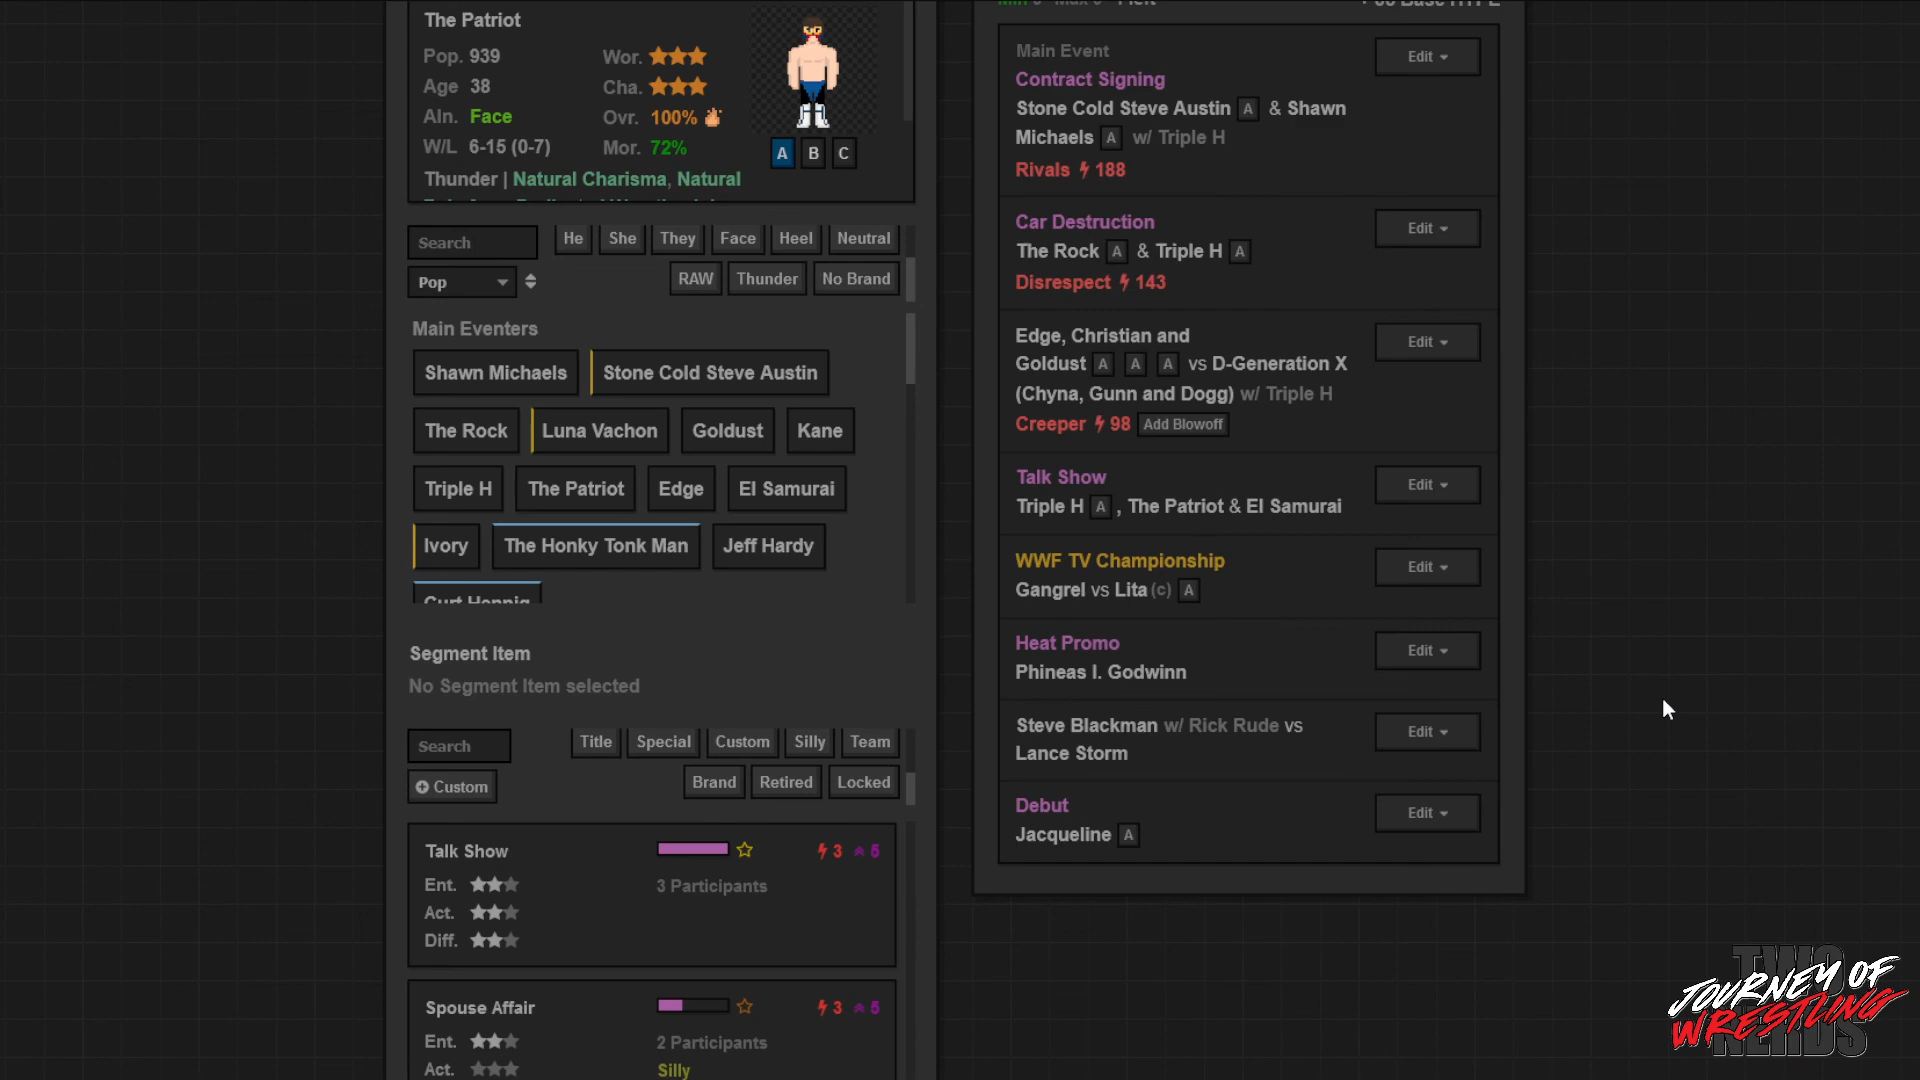 The Patriot
Pop. 939
Wor.
Age 38
Cha.
Aln. Face
Ovr. 100%
W/L 6-15 (0-7)
Mor. 72%
A B C
Thunder | Natural Charisma, Natural
Search
He She They Face Heel Neutral
Pop
RAW Thunder No Brand
Main Eventers
Shawn Michaels Stone Cold Steve Austin
The Rock Luna Vachon Goldust Kane
Triple H The Patriot Edge El Samurai
Ivory The Honky Tonk Man Jeff Hardy
Curt Hennig
Segment Item
No Segment Item selected
Search
Title Special Custom Silly Team
Custom
Brand Retired Locked
Talk Show
3 5
Ent.
3 Participants
Act.
Diff.
Spouse Affair
3 5
Ent.
2 Participants
Act.
Silly
Main Event
Edit
Contract Signing
Stone Cold Steve Austin A & Shawn
Michaels A w/ Triple H
Rivals 188
Car Destruction
Edit
The Rock A & Triple H A
Disrespect 143
Edge, Christian and
Edit
Goldust A A A vs D-Generation X
(Chyna, Gunn and Dogg) w/ Triple H
Creeper 98 Add Blowoff
Talk Show
Edit
Triple H A , The Patriot & El Samurai
WWF TV Championship
Edit
Gangrel vs Lita (c) A
Heat Promo
Edit
Phineas I. Godwinn
Steve Blackman w/ Rick Rude vs
Edit
Lance Storm
Debut
Edit
Jacqueline A
TWO
JOURNEY OF
WRESTLING
NERDS